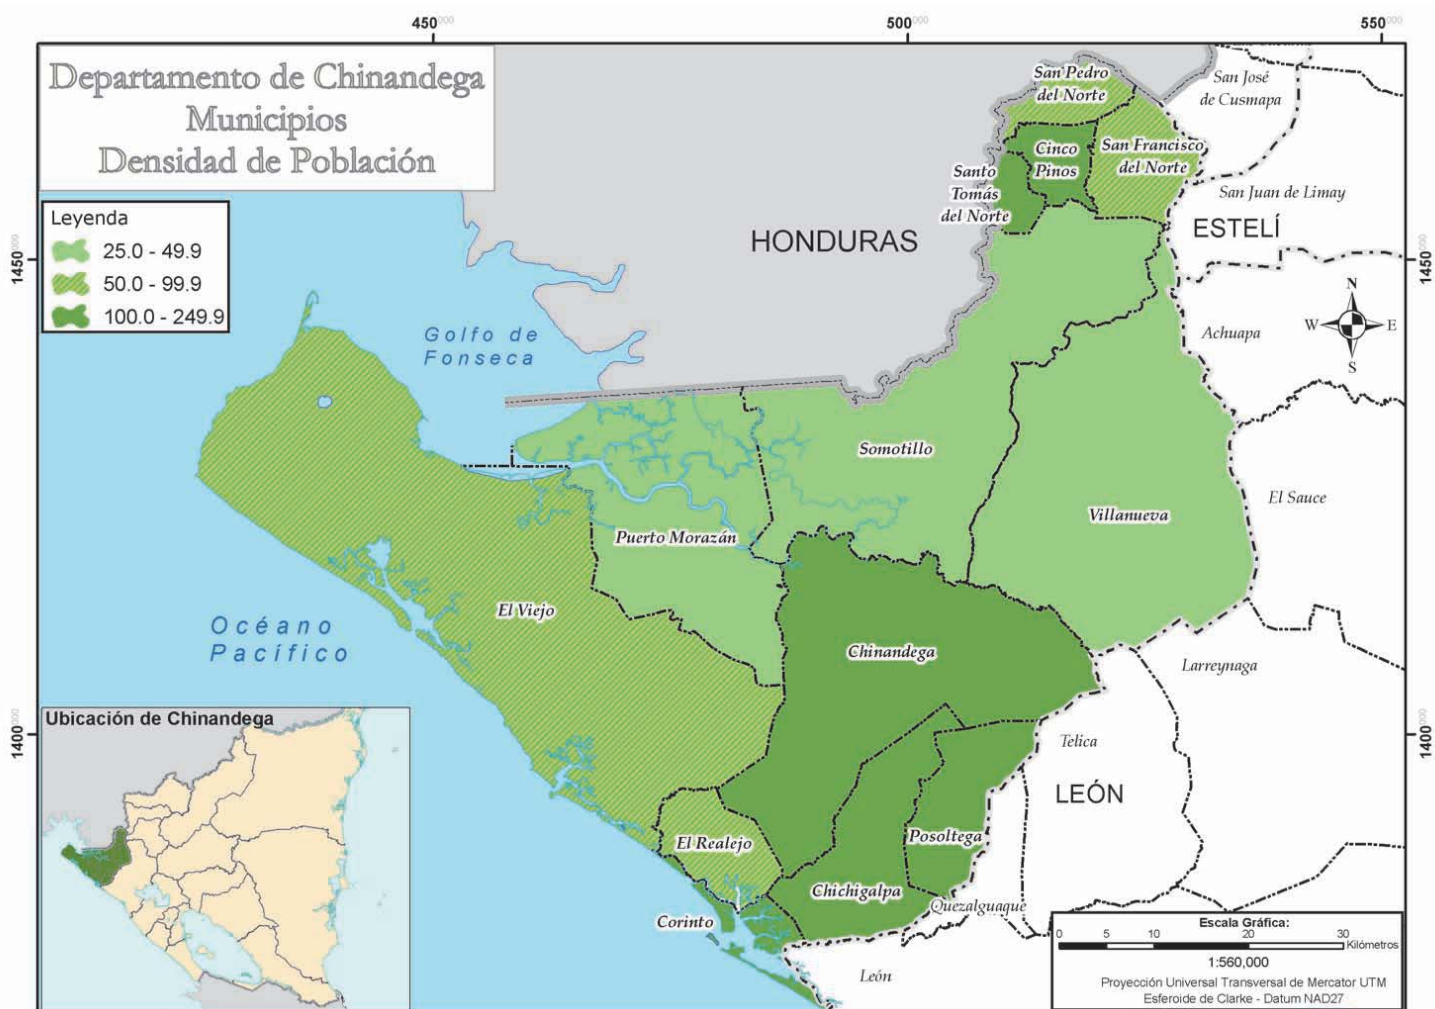 450000
500000
550000
Departamento de Chinandega
Municipios
Densidad de Población
Leyenda
25.0 - 49.9
50.0 - 99.9
100.0 - 249.9
1450000
1450000
1400000
1400000
San Pedro
del Norte
San José
de Cusmapa
Cinco
Pinos
San Francisco
del Norte
Santo
Tomás
del Norte
San Juan de Limay
ESTELÍ
HONDURAS
N
W
E
S
Achuapa
Golfo de
Fonseca
Somotillo
El Sauce
Villanueva
Puerto Morazán
El Viejo
Océano
Pacífico
Chinandega
Larreynaga
Ubicación de Chinandega
Telica
LEÓN
El Realejo
Posoltega
Chichigalpa
Quezalguaque
Corinto
León
Escala Gráfica:
0 5 10 20 30
Kilómetros
1:560,000
Proyección Universal Transversal de Mercator UTM
Esferoide de Clarke - Datum NAD27